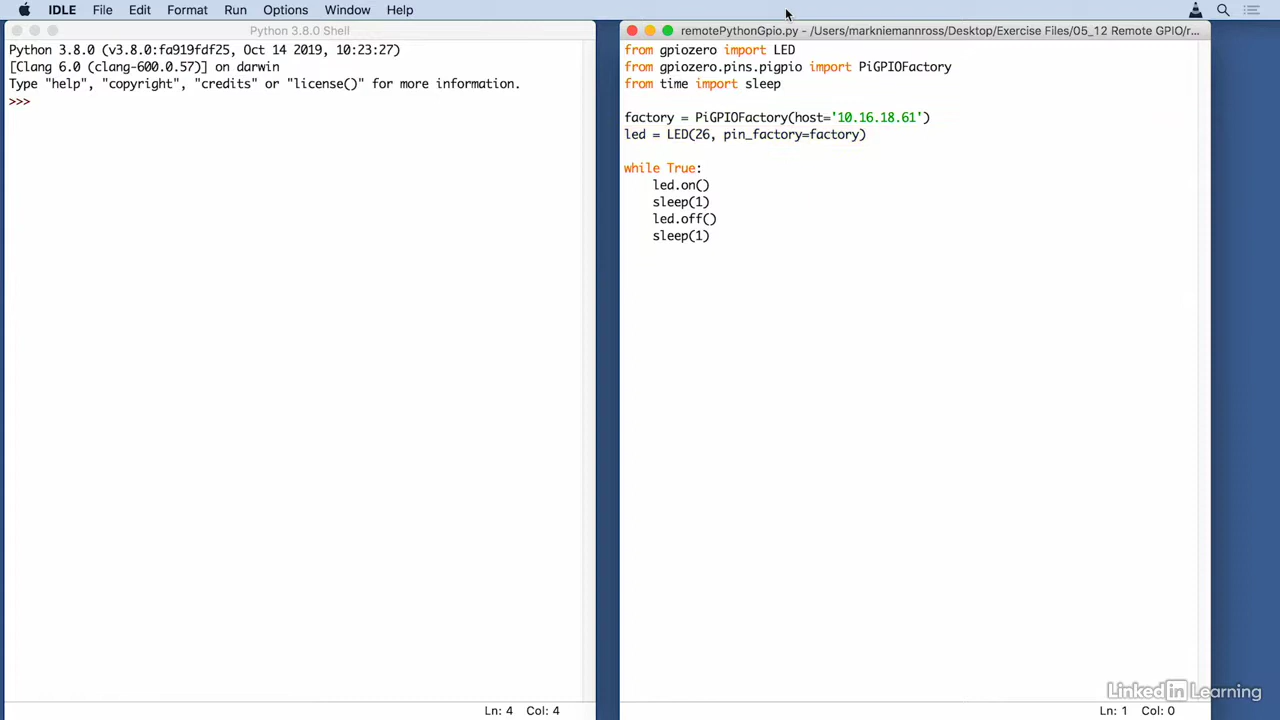 IDLE File Edit Format Run Options Window Help
Python 3.8.0 Shell
Python 3.8.0 (v3.8.0:fa919fdf25, Oct 14 2019, 10:23:27)
[Clang 6.0 (clang-600.0.57)] on darwin
Type "help", "copyright", "credits" or "license()" for more information.
>>>
Ln: 4 Col: 4
remotePythonGpio.py - /Users/markniemannross/Desktop/Exercise Files/05_12 Remote GPIO/r...
from gpiozero import LED
from gpiozero.pins.pigpio import PiGPIOFactory
from time import sleep
factory = PiGPIOFactory(host='10.16.18.61')
led = LED(26, pin_factory=factory)
while True:
    led.on()
    sleep(1)
    led.off()
    sleep(1)
Linked in Learning
Ln: 1 Col: 0